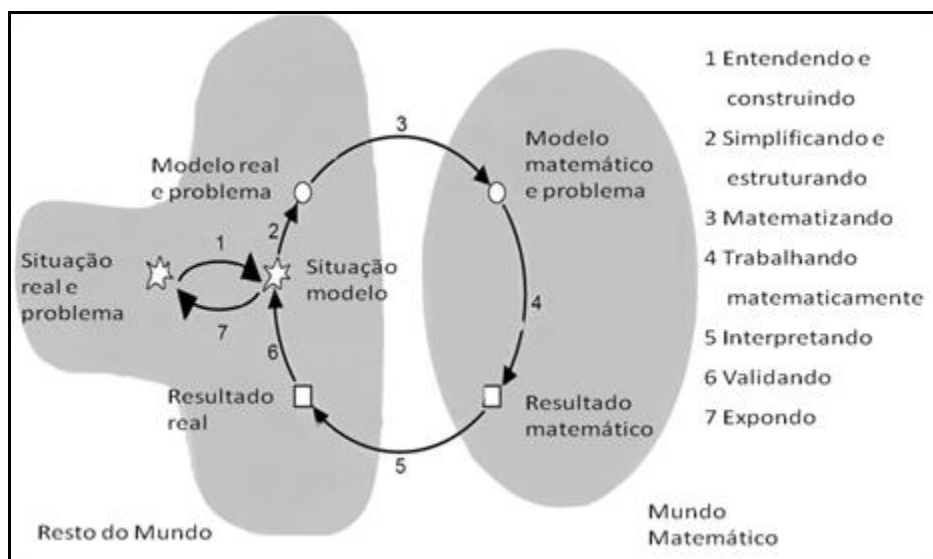 3
Modelo real
e problema
Modelo
matemático
e problema
2
1
Situação
real e
problema
Situação
modelo
7
4
6
Resultado
real
Resultado
matemático
5
Resto do Mundo
Mundo
Matemático
1 Entendendo e
construindo
2 Simplificando e
estruturando
3 Matematizando
4 Trabalhando
matematicamente
5 Interpretando
6 Validando
7 Expondo